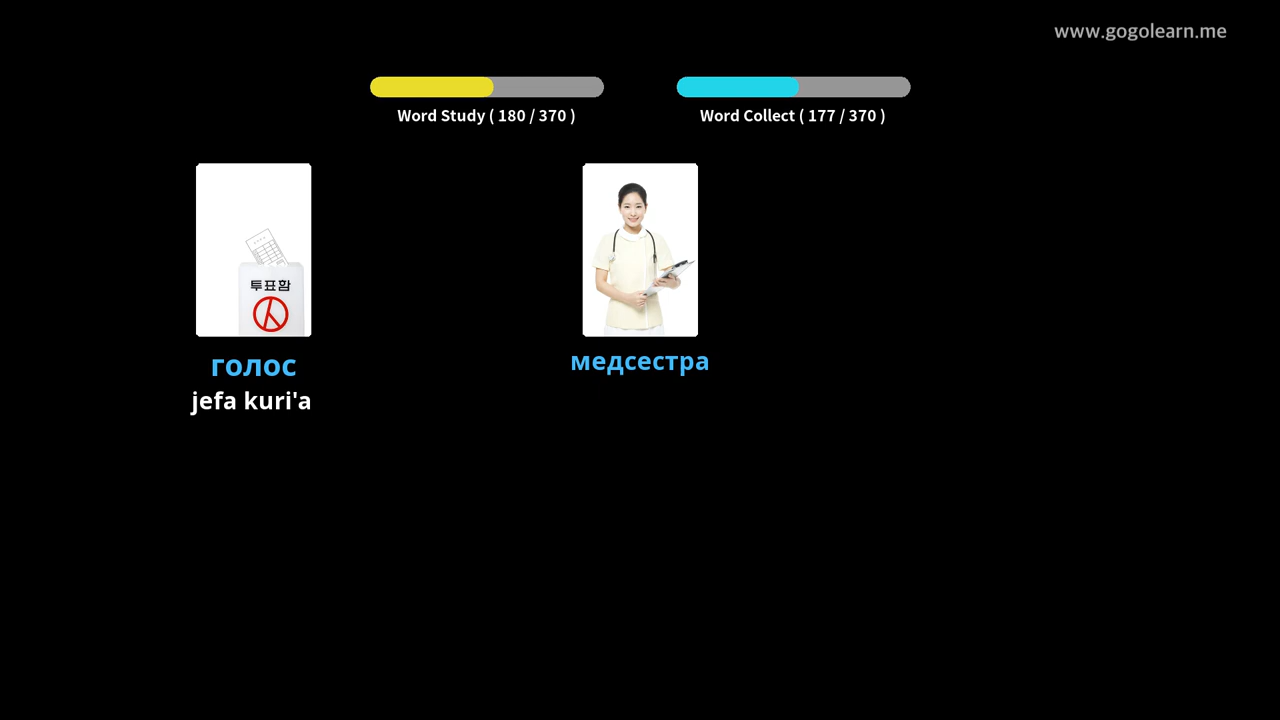 www.gogolearn.me
Word Study ( 180 / 370 )
Word Collect ( 177 / 370 )
투표함
голос
jefa kuri'a
медсестра